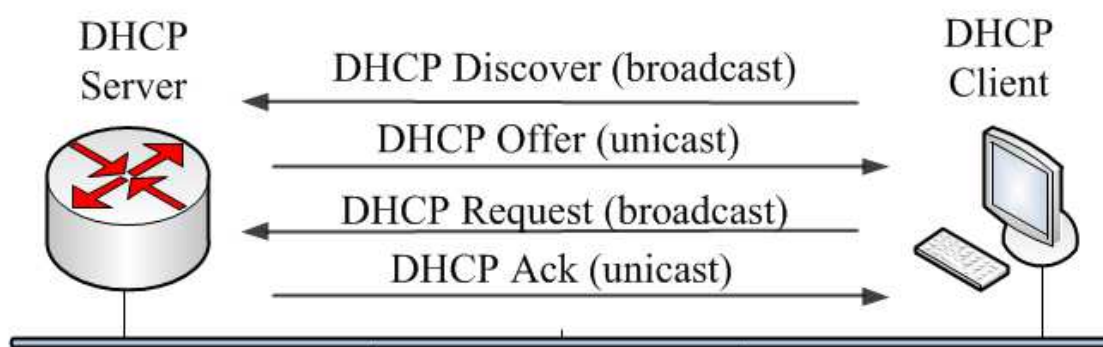 DHCP
Server
DHCP Discover (broadcast)
DHCP Offer (unicast)
DHCP Request (broadcast)
DHCP Ack (unicast)
DHCP
Client